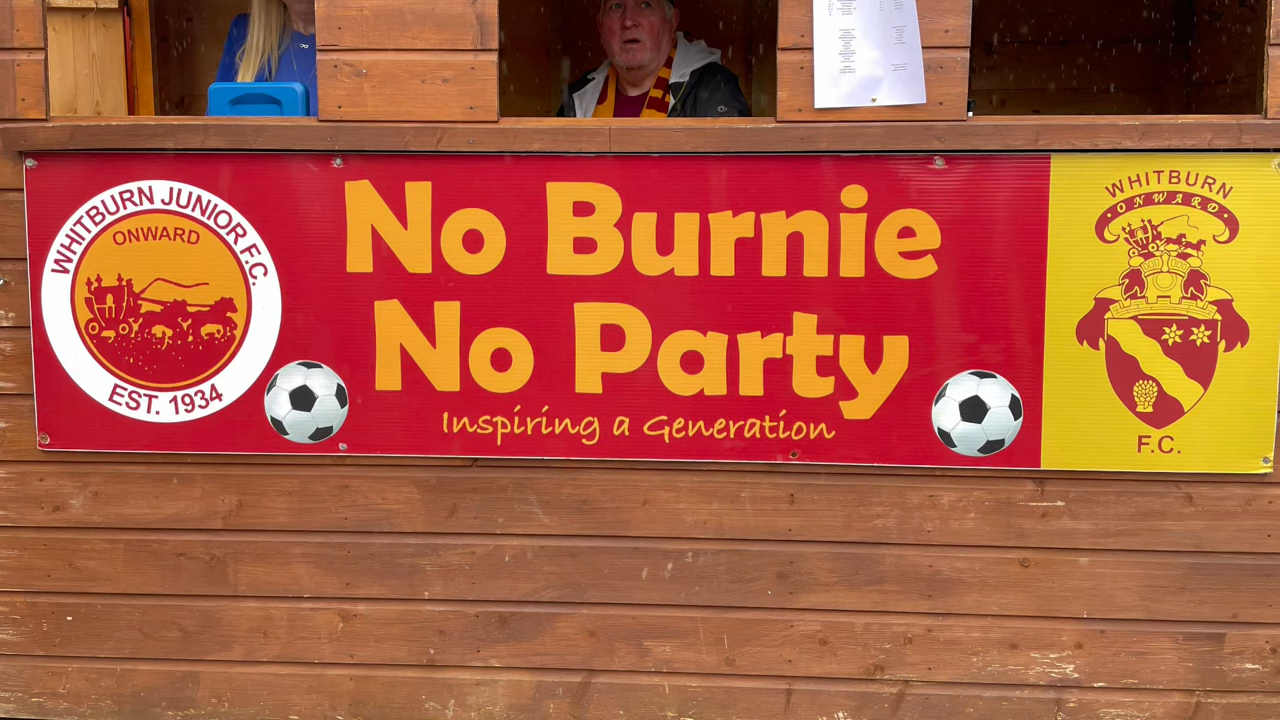 WHITBURN JUNIOR F.C.
ONWARD
EST. 1934
No Burnie
No Party
Inspiring a Generation
WHITBURN
ONWARD
F.C.